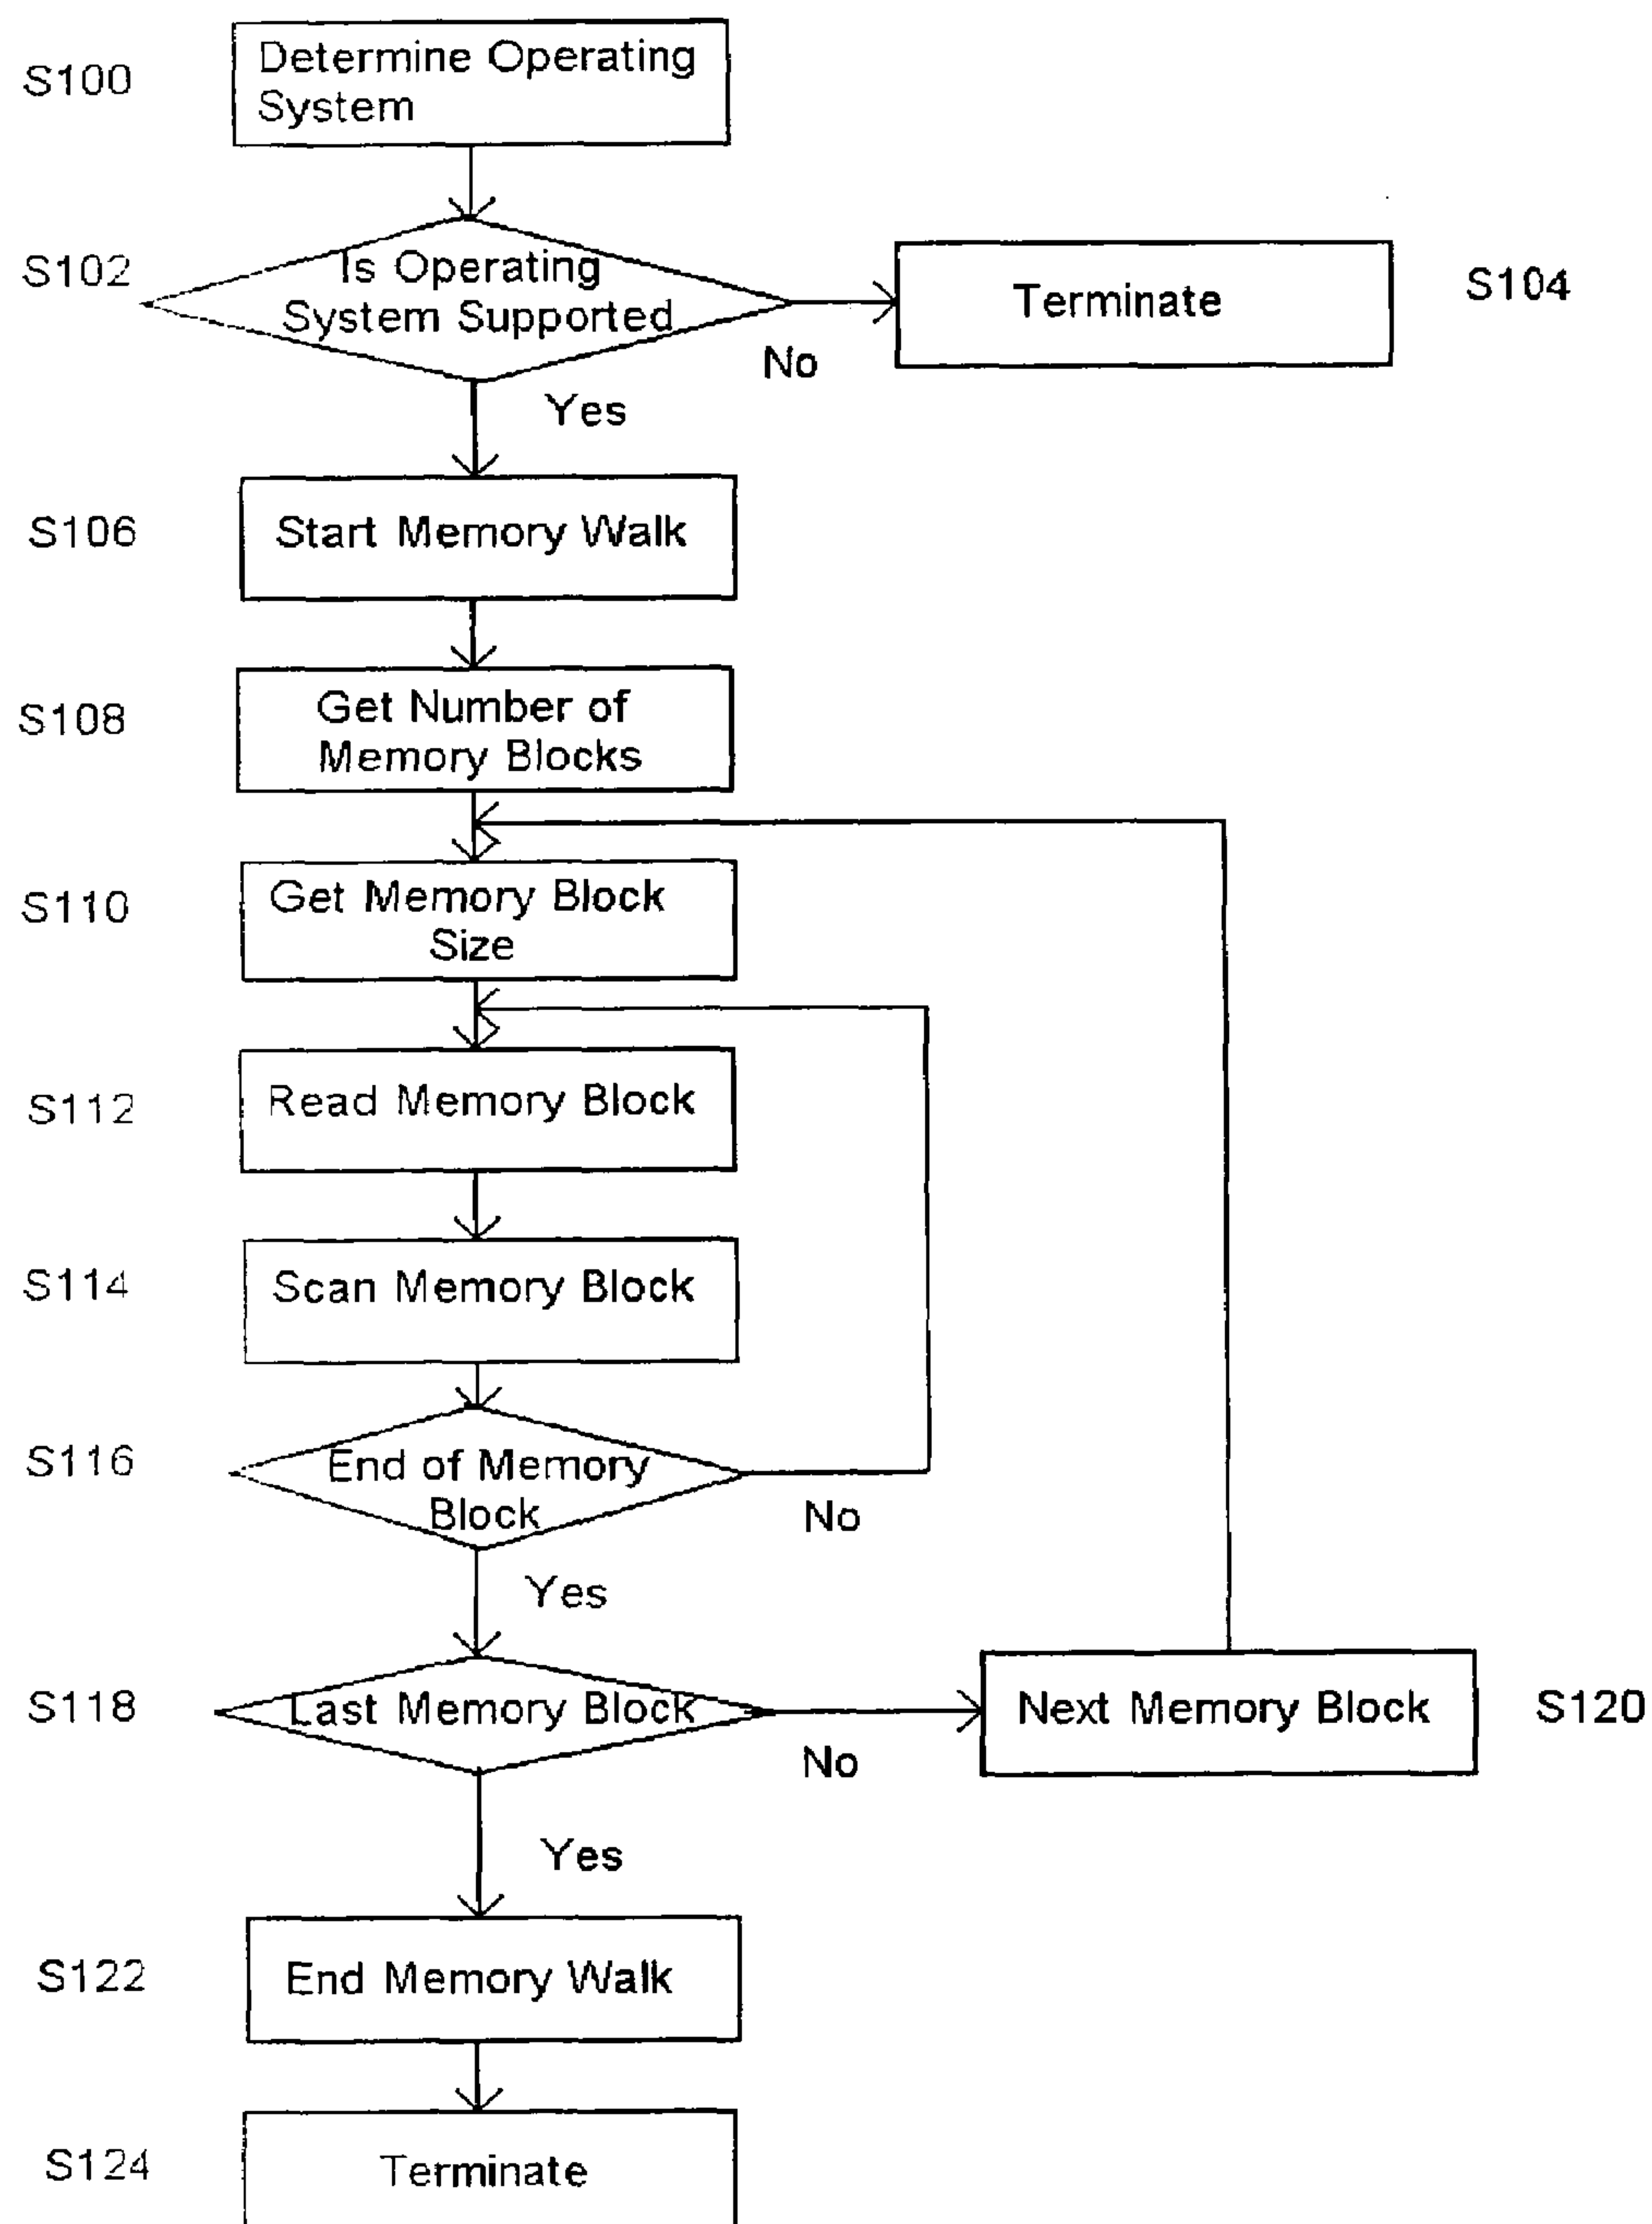 S100
Determine Operating
System
S102
Is Operating
System Supported
No
Terminate
S104
Yes
S106
Start Memory Walk
S108
Get Number of
Memory Blocks
S110
Get Memory Block
Size
S112
Read Memory Block
S114
Scan Memory Block
S116
End of Memory
Block
No
Yes
S118
Last Memory Block
No
Next Memory Block
S120
Yes
S122
End Memory Walk
S124
Terminate